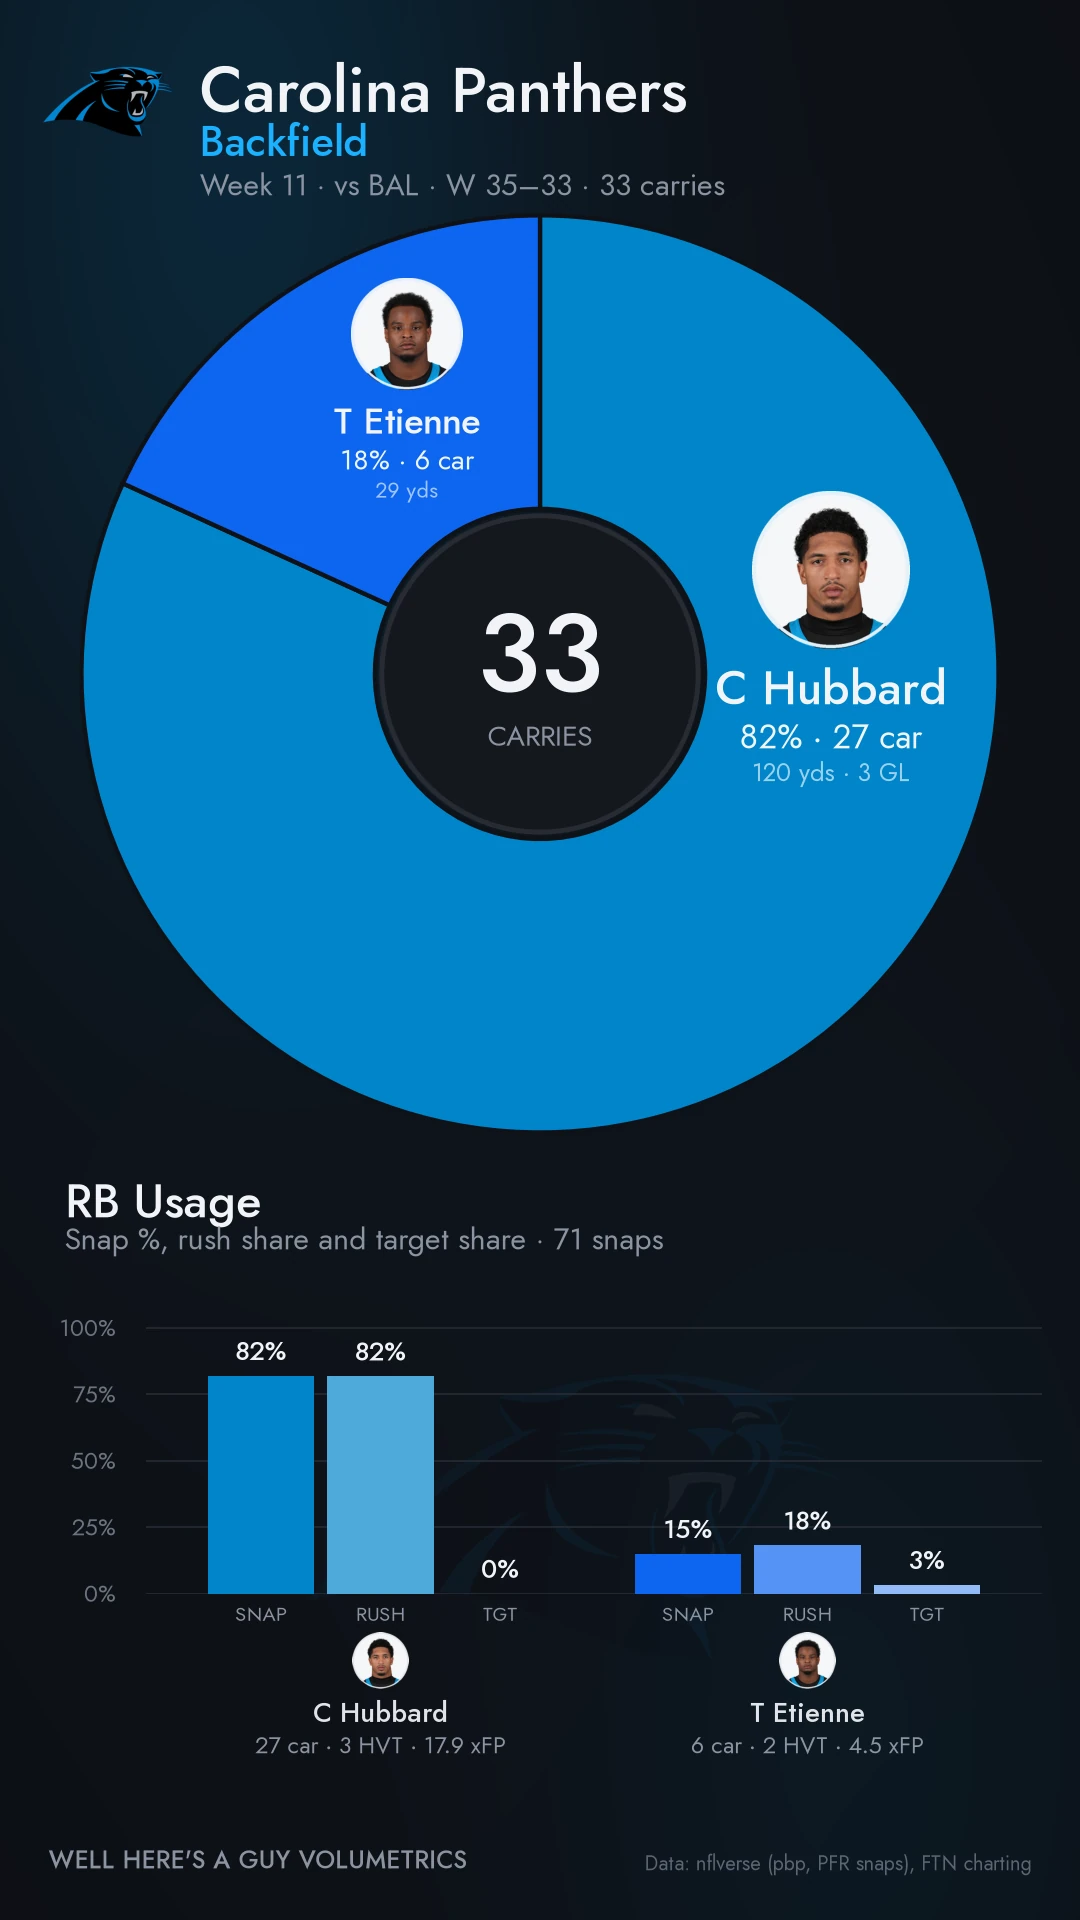 Carolina Panthers
Backfield
Week 11 · vs BAL · W 35–33 · 33 carries
T Etienne
18% · 6 car
29 yds
33
CARRIES
C Hubbard
82% · 27 car
120 yds · 3 GL
RB Usage
Snap %, rush share and target share · 71 snaps
100%
75%
50%
25%
0%
82%
82%
0%
15%
18%
3%
SNAP
RUSH
TGT
SNAP
RUSH
TGT
C Hubbard
27 car · 3 HVT · 17.9 xFP
T Etienne
6 car · 2 HVT · 4.5 xFP
WELL HERE'S A GUY VOLUMETRICS
Data: nflverse (pbp, PFR snaps), FTN charting